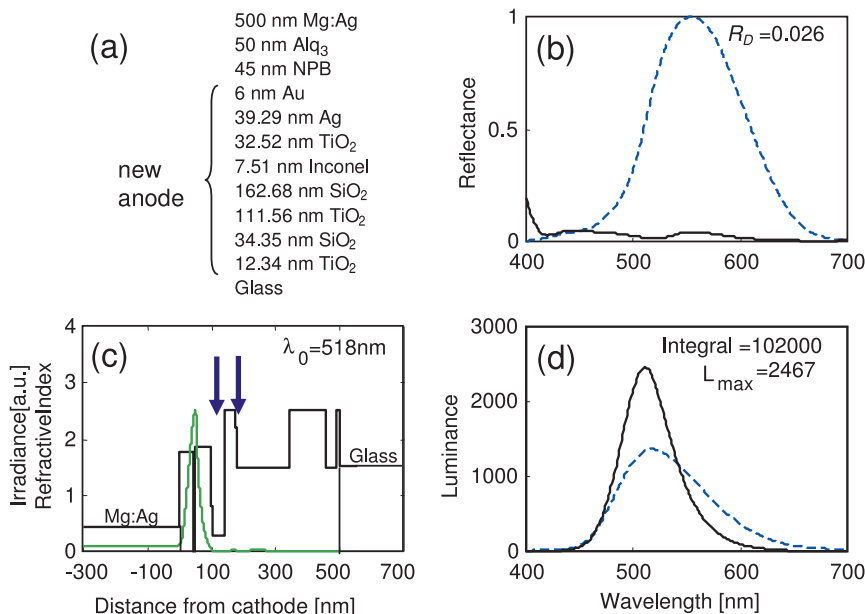 (a)
500 nm Mg:Ag
50 nm Alq₃
45 nm NPB
6 nm Au
39.29 nm Ag
32.52 nm TiO₂
7.51 nm Inconel
162.68 nm SiO₂
111.56 nm TiO₂
34.35 nm SiO₂
12.34 nm TiO₂
Glass
new
anode
(b)
R_D =0.026
Reflectance
1
0.5
0
400 500 600 700
(c)
λ₀=518nm
Irradiance[a.u.]
RefractiveIndex
4
3
2
1
0
Mg:Ag
Glass
-300 -100 100 300 500 700
Distance from cathode [nm]
(d)
Integral =102000
L_max=2467
Luminance
3000
2000
1000
0
400 500 600 700
Wavelength [nm]